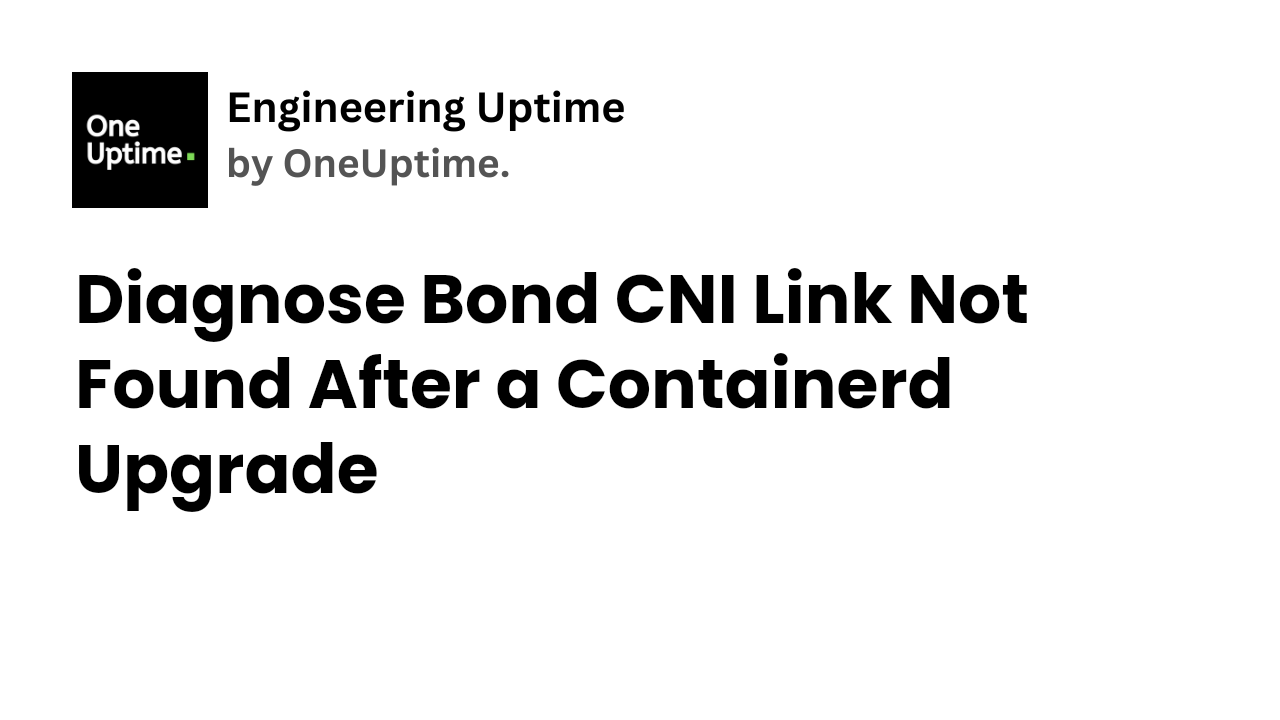 One
Uptime
Engineering Uptime
by OneUptime.
Diagnose Bond CNI Link Not
Found After a Containerd
Upgrade